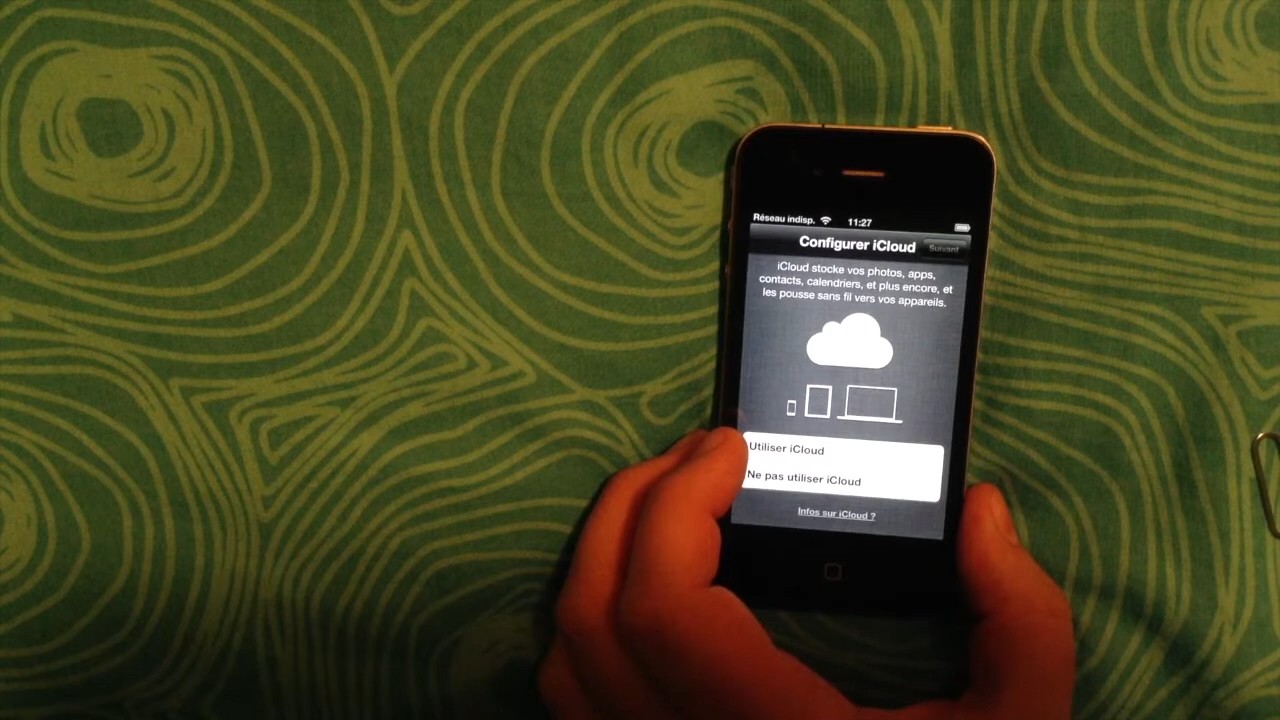 Réseau indisp. 11:27
Configurer iCloud Suivant
iCloud stocke vos photos, apps,
contacts, calendriers, et plus encore, et
les pousse sans fil vers vos appareils.
Utiliser iCloud
Ne pas utiliser iCloud
Infos sur iCloud ?